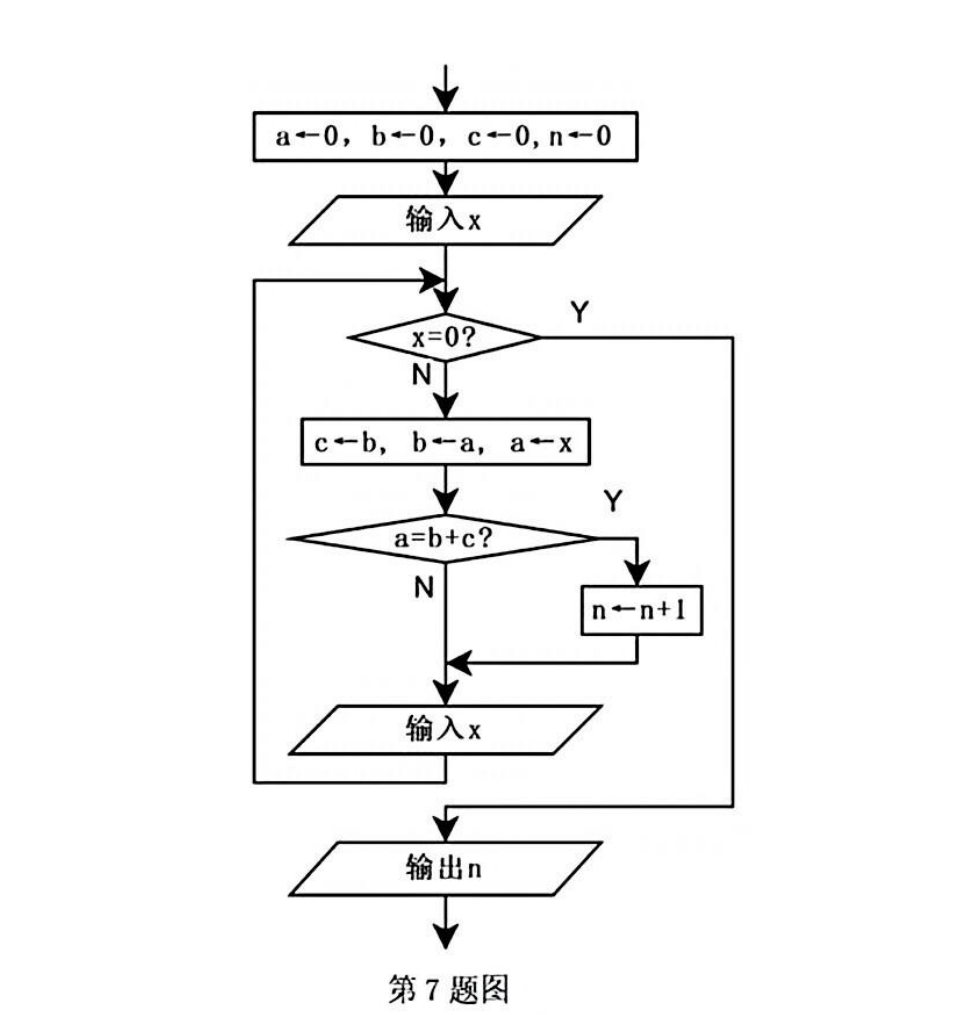 a←0, b←0, c←0,n←0
输入x
x=0?
Y
N
c←b, b←a, a←x
a=b+c?
Y
N
n←n+1
输入x
输出n
第7题图